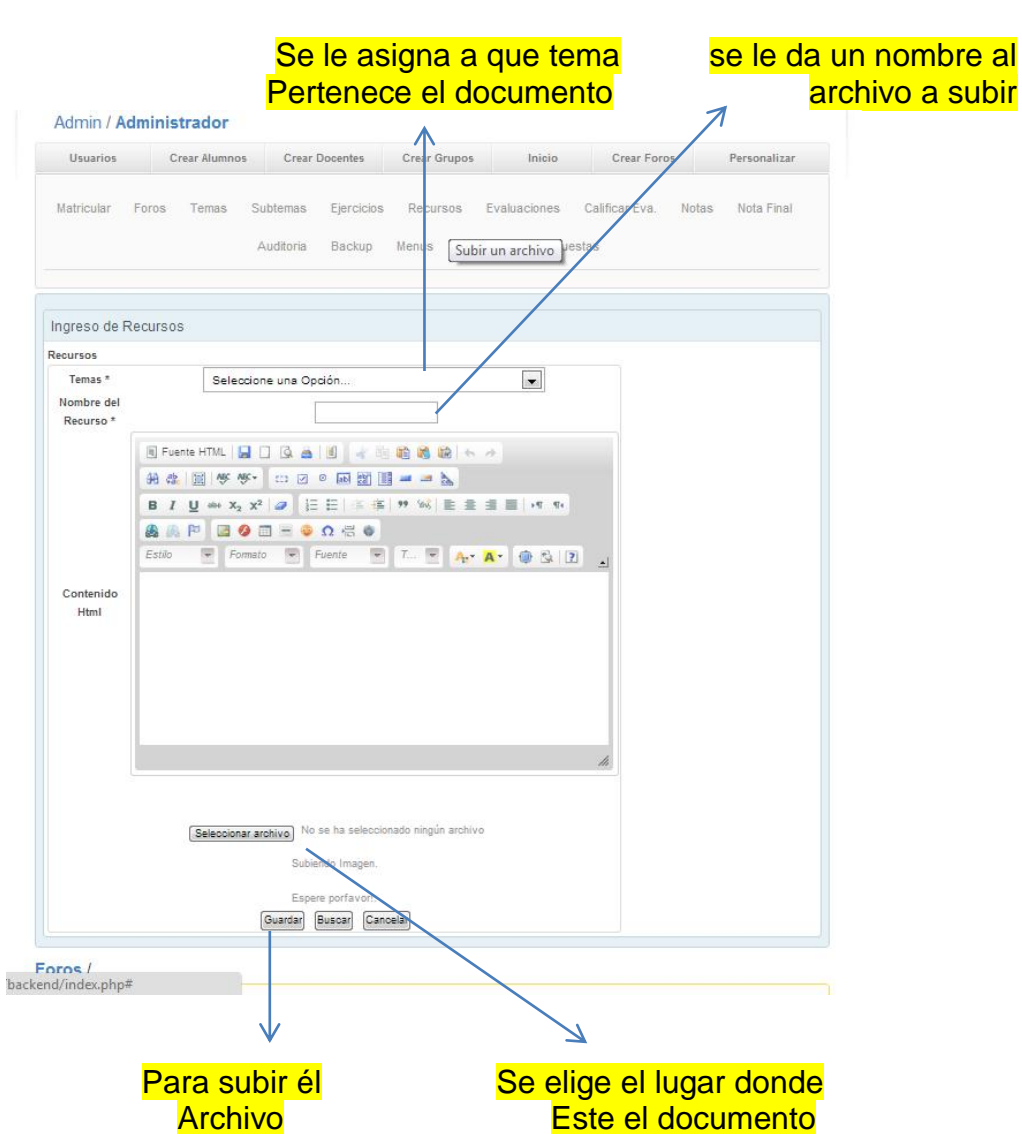 Se le asigna a que tema
Pertenece el documento
se le da un nombre al
archivo a subir
Admin / Administrador
Usuarios Crear Alumnos Crear Docentes Crear Grupos Inicio Crear Foros Personalizar
Matricular Foros Temas Subtemas Ejercicios Recursos Evaluaciones Calificar Eva. Notas Nota Final
Auditoria Backup Menus Subir un archivo uestas
Ingreso de Recursos
Recursos
Temas * Seleccione una Opción...
Nombre del
Recurso *
Fuente HTML
Estilo Formato Fuente T...
Contenido
Html
Seleccionar archivo No se ha seleccionado ningún archivo
Subiendo Imagen.
Espere porfavor!.
Guardar Buscar Cancelar
Foros /
/backend/index.php#
Para subir él
Archivo
Se elige el lugar donde
Este el documento